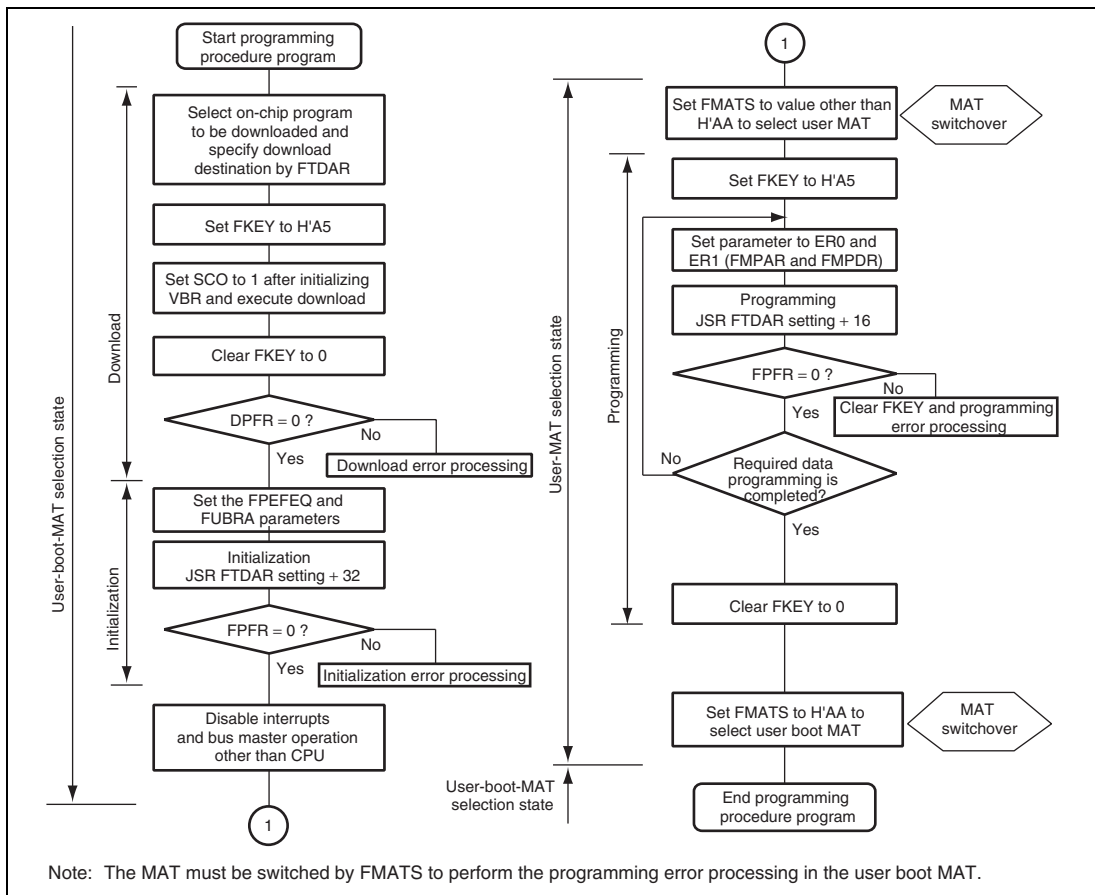 Start programming
procedure program
Select on-chip program
to be downloaded and
specify download
destination by FTDAR
Set FKEY to H'A5
Set SCO to 1 after initializing
VBR and execute download
Clear FKEY to 0
DPFR = 0 ?
No
Yes
Download error processing
Set the FPEFEQ and
FUBRA parameters
Initialization
JSR FTDAR setting + 32
FPFR = 0 ?
No
Yes
Initialization error processing
Disable interrupts
and bus master operation
other than CPU
1
Download
Initialization
User-boot-MAT selection state
1
Set FMATS to value other than
H'AA to select user MAT
MAT
switchover
Set FKEY to H'A5
Set parameter to ER0 and
ER1 (FMPAR and FMPDR)
Programming
JSR FTDAR setting + 16
FPFR = 0 ?
No
Yes
Clear FKEY and programming
error processing
No
Required data
programming is
completed?
Yes
Clear FKEY to 0
Set FMATS to H'AA to
select user boot MAT
MAT
switchover
Programming
User-MAT selection state
User-boot-MAT
selection state
End programming
procedure program
Note: The MAT must be switched by FMATS to perform the programming error processing in the user boot MAT.